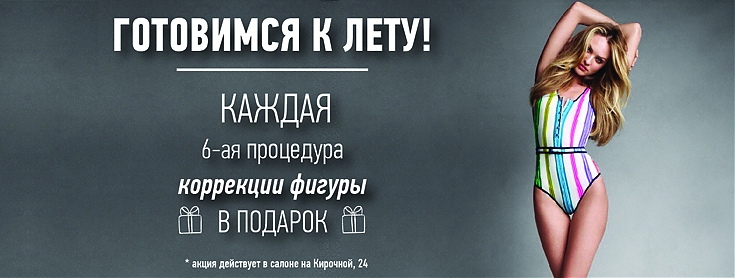 ГОТОВИМСЯ К ЛЕТУ!
КАЖДАЯ
6-ая процедура
коррекции фигуры
В ПОДАРОК
* акция действует в салоне на Кирочной, 24